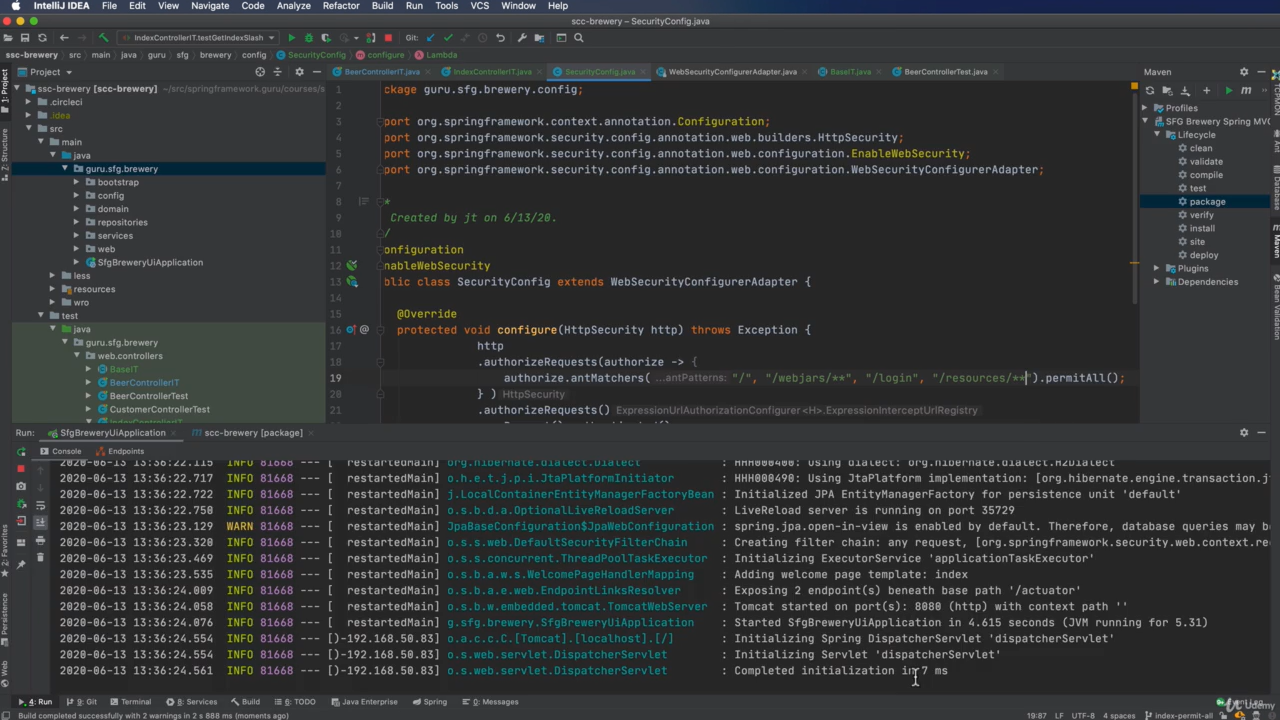 IntelliJ IDEA File Edit View Navigate Code Analyze Refactor Build Run Tools VCS Window Help
scc-brewery – SecurityConfig.java
IndexControllerIT.testGetIndexSlash Git:
ssc-brewery src main java guru sfg brewery config SecurityConfig configure Lambda
Project BeerControllerIT.java IndexControllerIT.java SecurityConfig.java WebSecurityConfigurerAdapter.java BaseIT.java BeerControllerTest.java Maven
ssc-brewery [scc-brewery] ~/src/springframework.guru/courses/s
.circleci
.idea
src
main
java
guru.sfg.brewery
bootstrap
config
domain
repositories
services
web
SfgBreweryUiApplication
less
resources
wro
test
java
guru.sfg.brewery
web.controllers
BaseIT
BeerControllerIT
BeerControllerTest
CustomerControllerTest
IndexControllerIT
1 ckage guru.sfg.brewery.config;
2
3 port org.springframework.context.annotation.Configuration;
4 port org.springframework.security.config.annotation.web.builders.HttpSecurity;
5 port org.springframework.security.config.annotation.web.configuration.EnableWebSecurity;
6 port org.springframework.security.config.annotation.web.configuration.WebSecurityConfigurerAdapter;
7
8 *
9 Created by jt on 6/13/20.
10 /
11 onfiguration
12 nableWebSecurity
13 blic class SecurityConfig extends WebSecurityConfigurerAdapter {
14
15 @Override
16 protected void configure(HttpSecurity http) throws Exception {
17 http
18 .authorizeRequests(authorize -> {
19 authorize.antMatchers( ...antPatterns: "/", "/webjars/**", "/login", "/resources/**").permitAll();
20 } ) HttpSecurity
21 .authorizeRequests() ExpressionUrlAuthorizationConfigurer<H>.ExpressionInterceptUrlRegistry
Profiles
SFG Brewery Spring MVC
Lifecycle
clean
validate
compile
test
package
verify
install
site
deploy
Plugins
Dependencies
1: Project
7: Structure
2: Favorites
Persistence
Web
Ant
Database
Maven
Bean Validation
Run: SfgBreweryUiApplication scc-brewery [package]
Console Endpoints
2020-06-13 13:36:22.115 INFO 81668 --- [ restartedMain] org.hibernate.dialect.Dialect : HHH000400: Using dialect: org.hibernate.dialect.H2Dialect
2020-06-13 13:36:22.717 INFO 81668 --- [ restartedMain] o.h.e.t.j.p.i.JtaPlatformInitiator : HHH000490: Using JtaPlatform implementation: [org.hibernate.engine.transaction.j
2020-06-13 13:36:22.722 INFO 81668 --- [ restartedMain] j.LocalContainerEntityManagerFactoryBean : Initialized JPA EntityManagerFactory for persistence unit 'default'
2020-06-13 13:36:22.750 INFO 81668 --- [ restartedMain] o.s.b.d.a.OptionalLiveReloadServer : LiveReload server is running on port 35729
2020-06-13 13:36:23.129 WARN 81668 --- [ restartedMain] JpaBaseConfiguration$JpaWebConfiguration : spring.jpa.open-in-view is enabled by default. Therefore, database queries may be
2020-06-13 13:36:23.320 INFO 81668 --- [ restartedMain] o.s.s.web.DefaultSecurityFilterChain : Creating filter chain: any request, [org.springframework.security.web.context.re
2020-06-13 13:36:23.469 INFO 81668 --- [ restartedMain] o.s.s.concurrent.ThreadPoolTaskExecutor : Initializing ExecutorService 'applicationTaskExecutor'
2020-06-13 13:36:23.535 INFO 81668 --- [ restartedMain] o.s.b.a.w.s.WelcomePageHandlerMapping : Adding welcome page template: index
2020-06-13 13:36:24.009 INFO 81668 --- [ restartedMain] o.s.b.a.e.web.EndpointLinksResolver : Exposing 2 endpoint(s) beneath base path '/actuator'
2020-06-13 13:36:24.058 INFO 81668 --- [ restartedMain] o.s.b.w.embedded.tomcat.TomcatWebServer : Tomcat started on port(s): 8080 (http) with context path ''
2020-06-13 13:36:24.076 INFO 81668 --- [ restartedMain] g.sfg.brewery.SfgBreweryUiApplication : Started SfgBreweryUiApplication in 4.615 seconds (JVM running for 5.31)
2020-06-13 13:36:24.554 INFO 81668 --- [)-192.168.50.83] o.a.c.c.C.[Tomcat].[localhost].[/] : Initializing Spring DispatcherServlet 'dispatcherServlet'
2020-06-13 13:36:24.554 INFO 81668 --- [)-192.168.50.83] o.s.web.servlet.DispatcherServlet : Initializing Servlet 'dispatcherServlet'
2020-06-13 13:36:24.561 INFO 81668 --- [)-192.168.50.83] o.s.web.servlet.DispatcherServlet : Completed initialization in 7 ms
4: Run 9: Git Terminal 8: Services Build 6: TODO Java Enterprise Spring 0: Messages
Build completed successfully with 2 warnings in 2 s 888 ms (moments ago) 19:87 LF UTF-8 4 spaces index-permit-all
Udemy